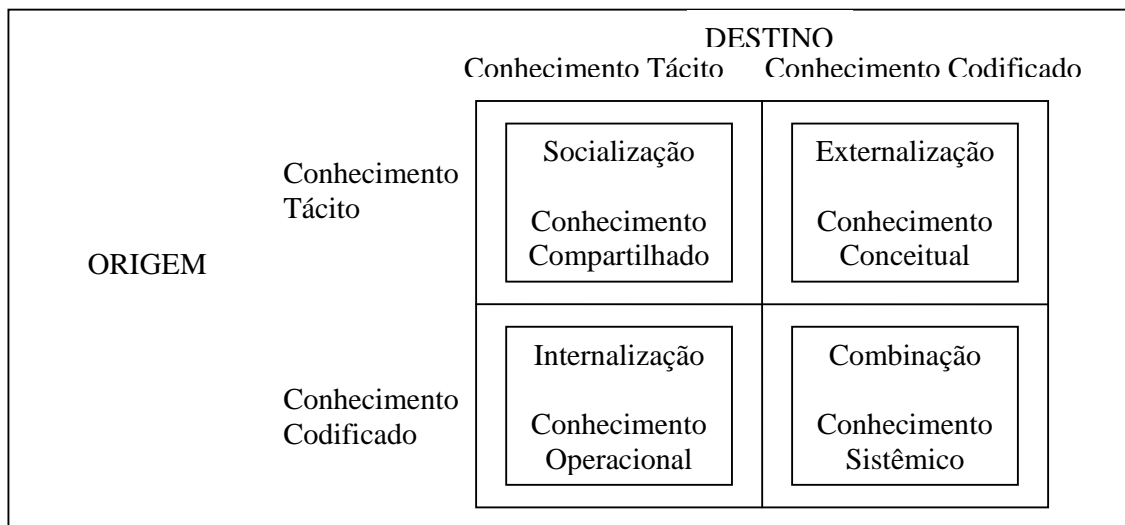 DESTINO
Conhecimento Tácito Conhecimento Codificado
Conhecimento
Tácito
Socialização
Conhecimento
Compartilhado
Externalização
Conhecimento
Conceitual
ORIGEM
Conhecimento
Codificado
Internalização
Conhecimento
Operacional
Combinação
Conhecimento
Sistêmico